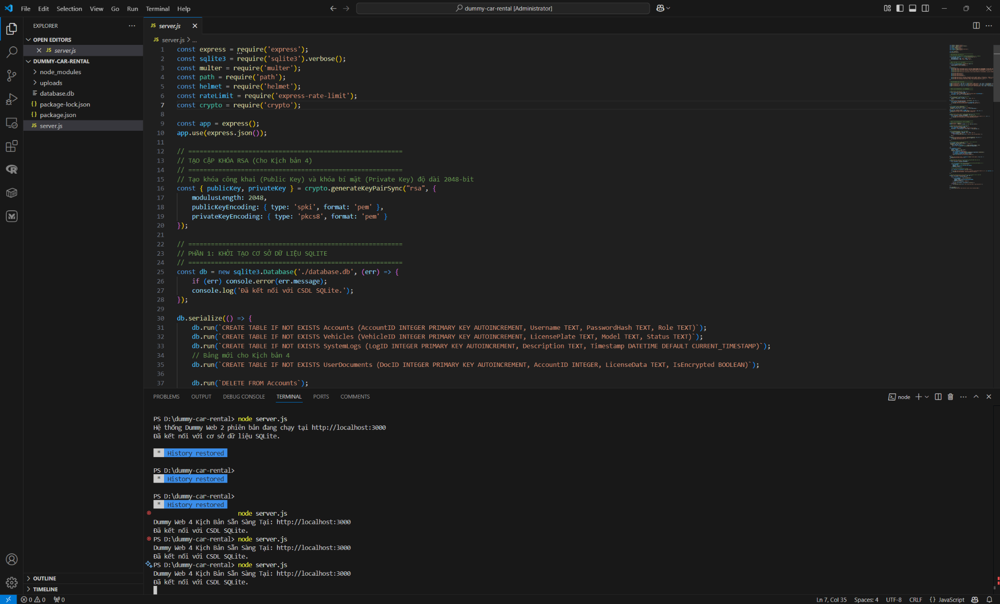 File Edit Selection View Go Run Terminal Help
dummy-car-rental [Administrator]
EXPLORER
OPEN EDITORS
JS server.js
DUMMY-CAR-RENTAL
node_modules
uploads
database.db
{} package-lock.json
{} package.json
JS server.js
OUTLINE
TIMELINE
JS server.js
JS server.js > ...
1 const express = require('express');
2 const sqlite3 = require('sqlite3').verbose();
3 const multer = require('multer');
4 const path = require('path');
5 const helmet = require('helmet');
6 const rateLimit = require('express-rate-limit');
7 const crypto = require('crypto');
8
9 const app = express();
10 app.use(express.json());
11
12 // =========================================================
13 // TẠO CẶP KHÓA RSA (Cho Kịch bản 4)
14 // =========================================================
15 // Tạo khóa công khai (Public Key) và khóa bí mật (Private Key) độ dài 2048-bit
16 const { publicKey, privateKey } = crypto.generateKeyPairSync("rsa", {
17 modulusLength: 2048,
18 publicKeyEncoding: { type: 'spki', format: 'pem' },
19 privateKeyEncoding: { type: 'pkcs8', format: 'pem' }
20 });
21
22 // =========================================================
23 // PHẦN 1: KHỞI TẠO CƠ SỞ DỮ LIỆU SQLITE
24 // =========================================================
25 const db = new sqlite3.Database('./database.db', (err) => {
26 if (err) console.error(err.message);
27 console.log('Đã kết nối với CSDL SQLite.');
28 });
29
30 db.serialize(() => {
31 db.run(`CREATE TABLE IF NOT EXISTS Accounts (AccountID INTEGER PRIMARY KEY AUTOINCREMENT, Username TEXT, PasswordHash TEXT, Role TEXT)`);
32 db.run(`CREATE TABLE IF NOT EXISTS Vehicles (VehicleID INTEGER PRIMARY KEY AUTOINCREMENT, LicensePlate TEXT, Model TEXT, Status TEXT)`);
33 db.run(`CREATE TABLE IF NOT EXISTS SystemLogs (LogID INTEGER PRIMARY KEY AUTOINCREMENT, Description TEXT, Timestamp DATETIME DEFAULT CURRENT_TIMESTAMP)`);
34 // Bảng mới cho Kịch bản 4
35 db.run(`CREATE TABLE IF NOT EXISTS UserDocuments (DocID INTEGER PRIMARY KEY AUTOINCREMENT, AccountID INTEGER, LicenseData TEXT, IsEncrypted BOOLEAN)`);
36
37 db.run(`DELETE FROM Accounts`);
PROBLEMS OUTPUT DEBUG CONSOLE TERMINAL PORTS COMMENTS
node
PS D:\dummy-car-rental> node server.js
Hệ thống Dummy Web 2 phiên bản đang chạy tại http://localhost:3000
Đã kết nối với cơ sở dữ liệu SQLite.
* History restored
PS D:\dummy-car-rental>
* History restored
PS D:\dummy-car-rental>
* History restored
node server.js
Dummy Web 4 Kịch Bản Sẵn Sàng Tại: http://localhost:3000
Đã kết nối với CSDL SQLite.
PS D:\dummy-car-rental> node server.js
Dummy Web 4 Kịch Bản Sẵn Sàng Tại: http://localhost:3000
Đã kết nối với CSDL SQLite.
PS D:\dummy-car-rental> node server.js
Dummy Web 4 Kịch Bản Sẵn Sàng Tại: http://localhost:3000
Đã kết nối với CSDL SQLite.
0 0 0
Ln 7, Col 35 Spaces: 4 UTF-8 CRLF {} JavaScript